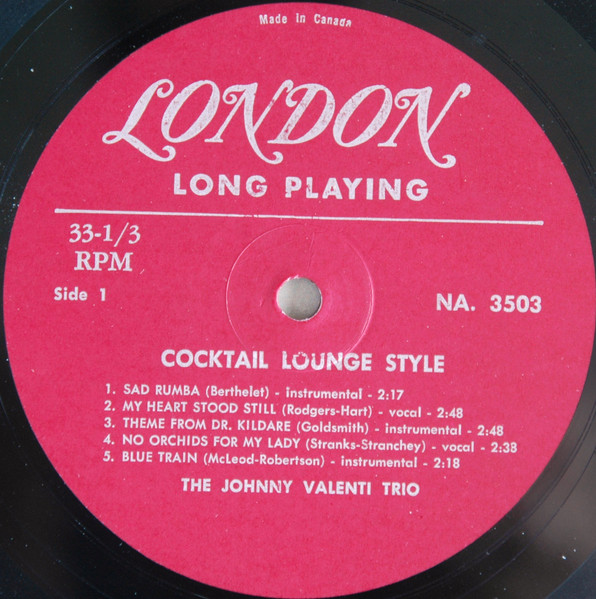 Made in Canada
LONDON
LONG PLAYING
33-1/3
RPM
Side 1
NA. 3503
COCKTAIL LOUNGE STYLE
1. SAD RUMBA (Berthelet) - instrumental - 2:17
2. MY HEART STOOD STILL (Rodgers-Hart) - vocal - 2:48
3. THEME FROM DR. KILDARE (Goldsmith) - instrumental - 2:48
4. NO ORCHIDS FOR MY LADY (Stranks-Stranchey) - vocal - 2:38
5. BLUE TRAIN (McLeod-Robertson) - instrumental - 2:18
THE JOHNNY VALENTI TRIO